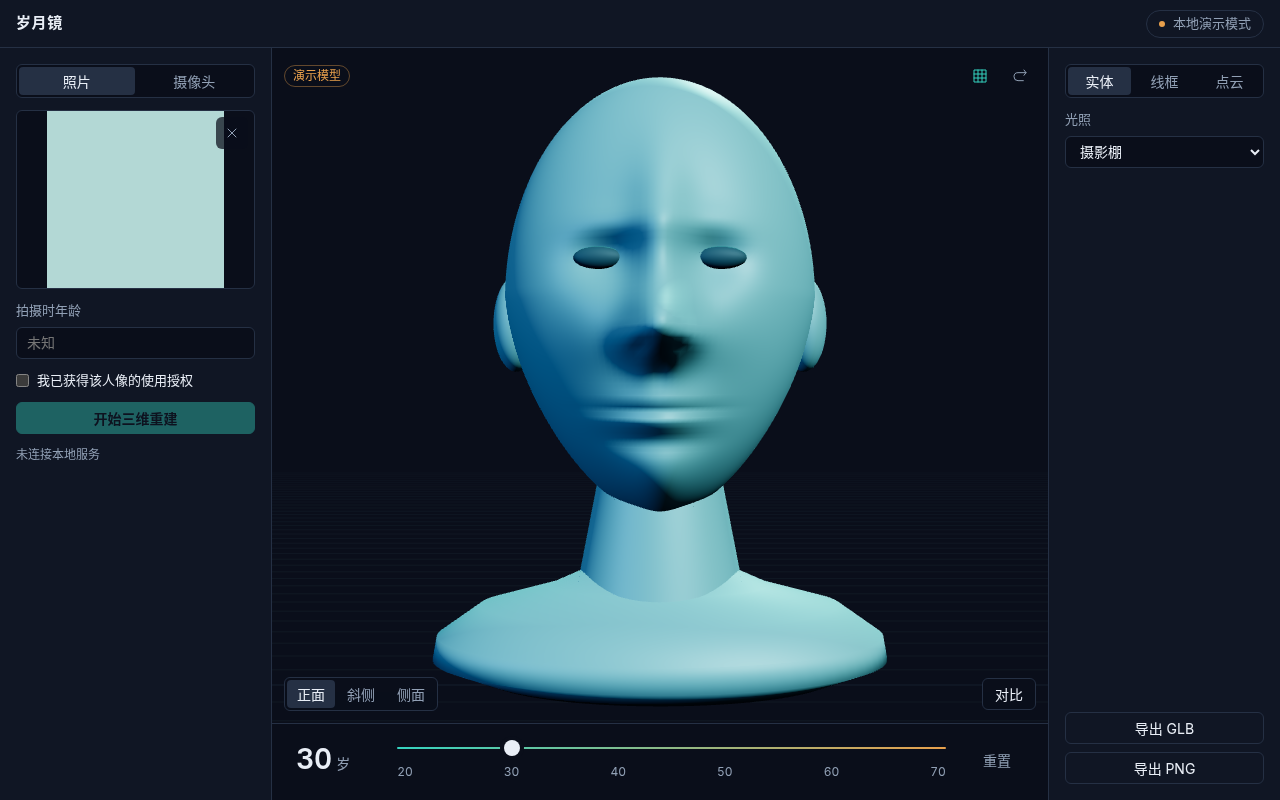 岁月镜
本地演示模式
照片
摄像头
拍摄时年龄
未知
我已获得该人像的使用授权
开始三维重建
未连接本地服务
演示模型
正面
斜侧
侧面
对比
30 岁
20
30
40
50
60
70
重置
实体
线框
点云
光照
摄影棚
导出 GLB
导出 PNG